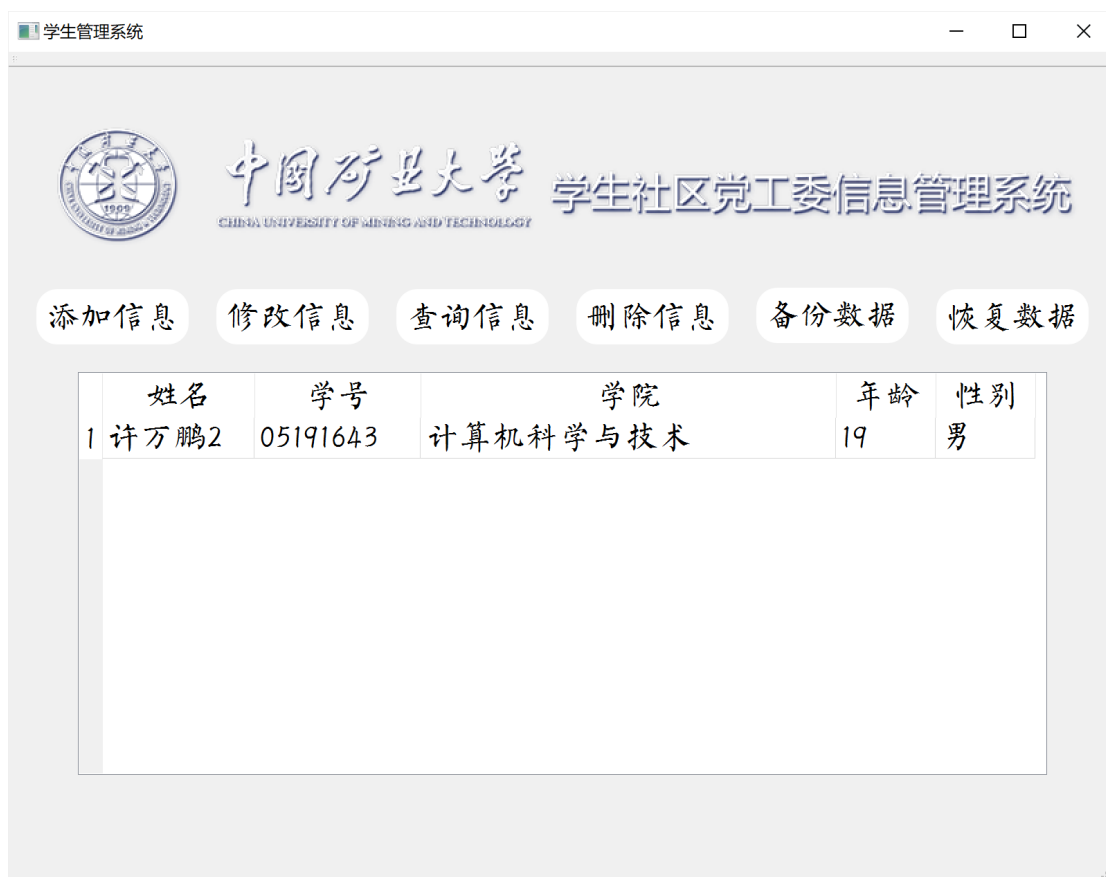 学生管理系统
中国矿业大学
CHINA UNIVERSITY OF MINING AND TECHNOLOGY
学生社区党工委信息管理系统
1909
添加信息 修改信息 查询信息 删除信息 备份数据 恢复数据
姓名 学号 学院 年龄 性别
1 许万鹏2 05191643 计算机科学与技术 19 男